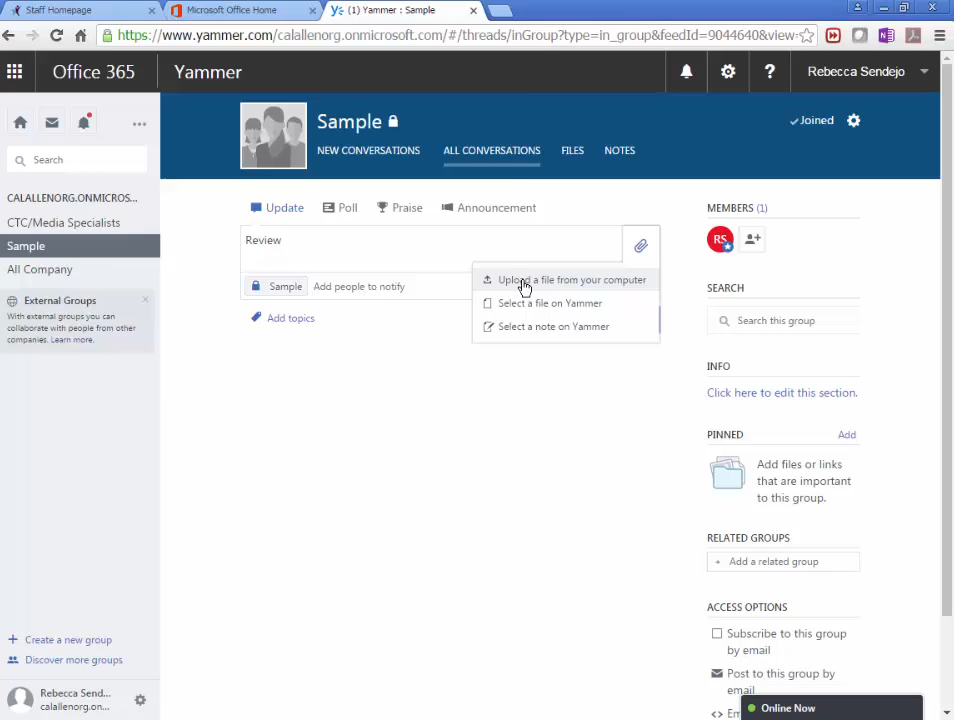 Staff Homepage
Microsoft Office Home
(1) Yammer : Sample
https://www.yammer.com/calallenorg.onmicrosoft.com/#/threads/inGroup?type=in_group&feedId=9044640&view=
Office 365
Yammer
Rebecca Sendejo
Search
CALALLENORG.ONMICROS...
CTC/Media Specialists
Sample
All Company
External Groups
With external groups you can
collaborate with people from other
companies. Learn more.
Create a new group
Discover more groups
Rebecca Send...
calallenorg.on...
Sample
Joined
NEW CONVERSATIONS
ALL CONVERSATIONS
FILES
NOTES
Update
Poll
Praise
Announcement
Review
Sample
Add people to notify
Add topics
Upload a file from your computer
Select a file on Yammer
Select a note on Yammer
MEMBERS (1)
RS
SEARCH
Search this group
INFO
Click here to edit this section.
PINNED
Add
Add files or links
that are important
to this group.
RELATED GROUPS
+ Add a related group
ACCESS OPTIONS
Subscribe to this group
by email
Post to this group by
email
Online Now